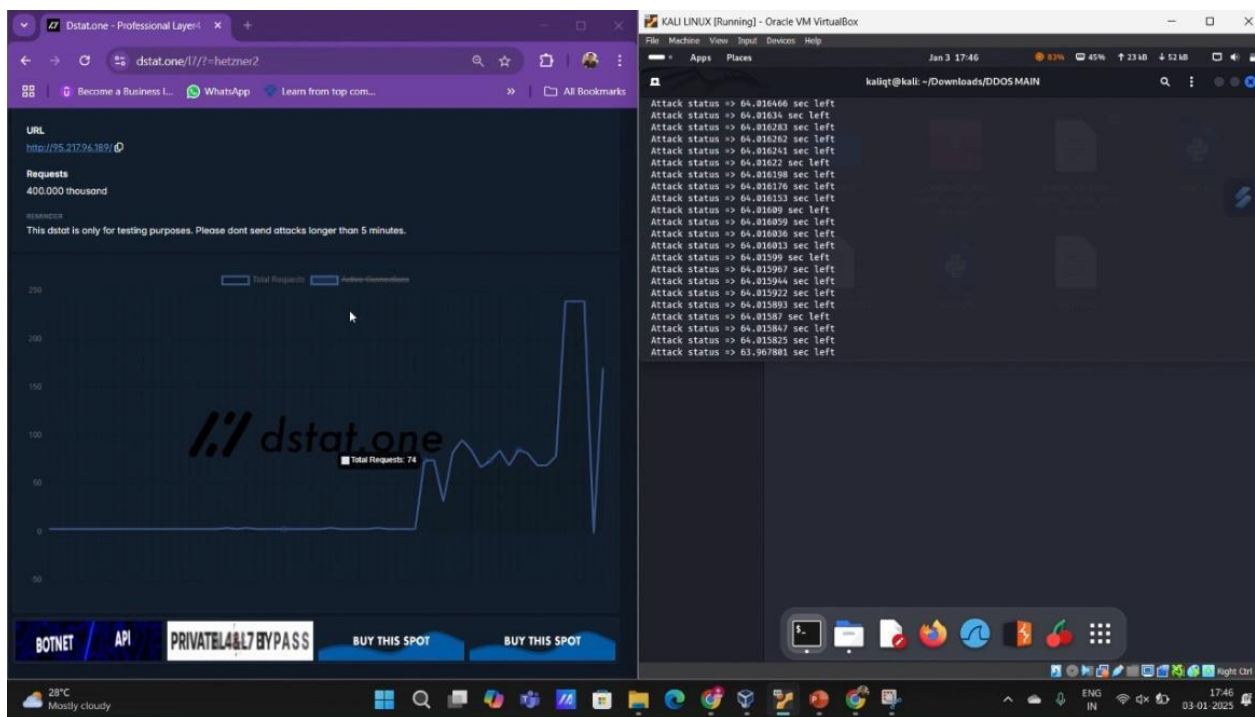 Dstat.one - Professional Layer4
dstat.one/l7/?=hetzner2
Become a Business I...
WhatsApp
Learn from top com...
»
All Bookmarks
URL
http://95.217.96.189/
Requests
400.000 thousand
REMINDER
This dstat is only for testing purposes. Please dont send attacks longer than 5 minutes.
Total Requests
Active Connections
250
200
150
100
50
0
-50
dstat.one
Total Requests: 74
BOTNET / API
PRIVATE L4&L7 BYPASS
BUY THIS SPOT
BUY THIS SPOT
KALI LINUX [Running] - Oracle VM VirtualBox
File Machine View Input Devices Help
Apps Places Jan 3 17:46 83% 45% ↑ 23 kB ↓ 52 kB
kaliqt@kali: ~/Downloads/DDOS MAIN
Attack status => 64.016466 sec left
Attack status => 64.01634 sec left
Attack status => 64.016283 sec left
Attack status => 64.016262 sec left
Attack status => 64.016241 sec left
Attack status => 64.01622 sec left
Attack status => 64.016198 sec left
Attack status => 64.016176 sec left
Attack status => 64.016153 sec left
Attack status => 64.01609 sec left
Attack status => 64.016059 sec left
Attack status => 64.016036 sec left
Attack status => 64.016013 sec left
Attack status => 64.01599 sec left
Attack status => 64.015967 sec left
Attack status => 64.015944 sec left
Attack status => 64.015922 sec left
Attack status => 64.015893 sec left
Attack status => 64.01587 sec left
Attack status => 64.015847 sec left
Attack status => 64.015825 sec left
Attack status => 63.967801 sec left
Right Ctrl
28°C
Mostly cloudy
ENG
IN
17:46
03-01-2025